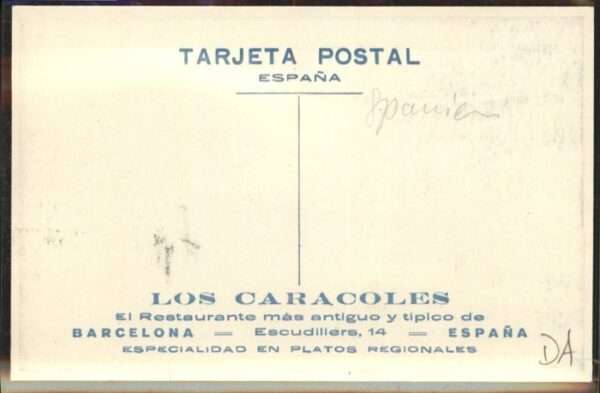 TARJETA POSTAL
ESPAÑA
Spanien
LOS CARACOLES
El Restaurante más antiguo y típico de
BARCELONA = Escudillers, 14 = ESPAÑA
ESPECIALIDAD EN PLATOS REGIONALES
DA